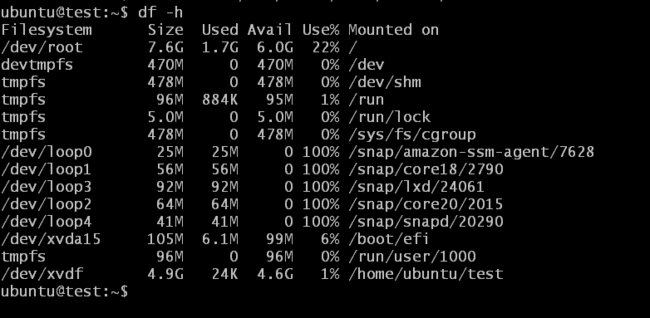 ubuntu@test:~$ df -h
Filesystem      Size  Used Avail Use% Mounted on
/dev/root       7.6G  1.7G  6.0G  22% /
devtmpfs        470M     0  470M   0% /dev
tmpfs           478M     0  478M   0% /dev/shm
tmpfs            96M  884K   95M   1% /run
tmpfs           5.0M     0  5.0M   0% /run/lock
tmpfs           478M     0  478M   0% /sys/fs/cgroup
/dev/loop0       25M   25M     0 100% /snap/amazon-ssm-agent/7628
/dev/loop1       56M   56M     0 100% /snap/core18/2790
/dev/loop3       92M   92M     0 100% /snap/lxd/24061
/dev/loop2       64M   64M     0 100% /snap/core20/2015
/dev/loop4       41M   41M     0 100% /snap/snapd/20290
/dev/xvda15     105M  6.1M   99M   6% /boot/efi
tmpfs            96M     0   96M   0% /run/user/1000
/dev/xvdf       4.9G   24K  4.6G   1% /home/ubuntu/test
ubuntu@test:~$